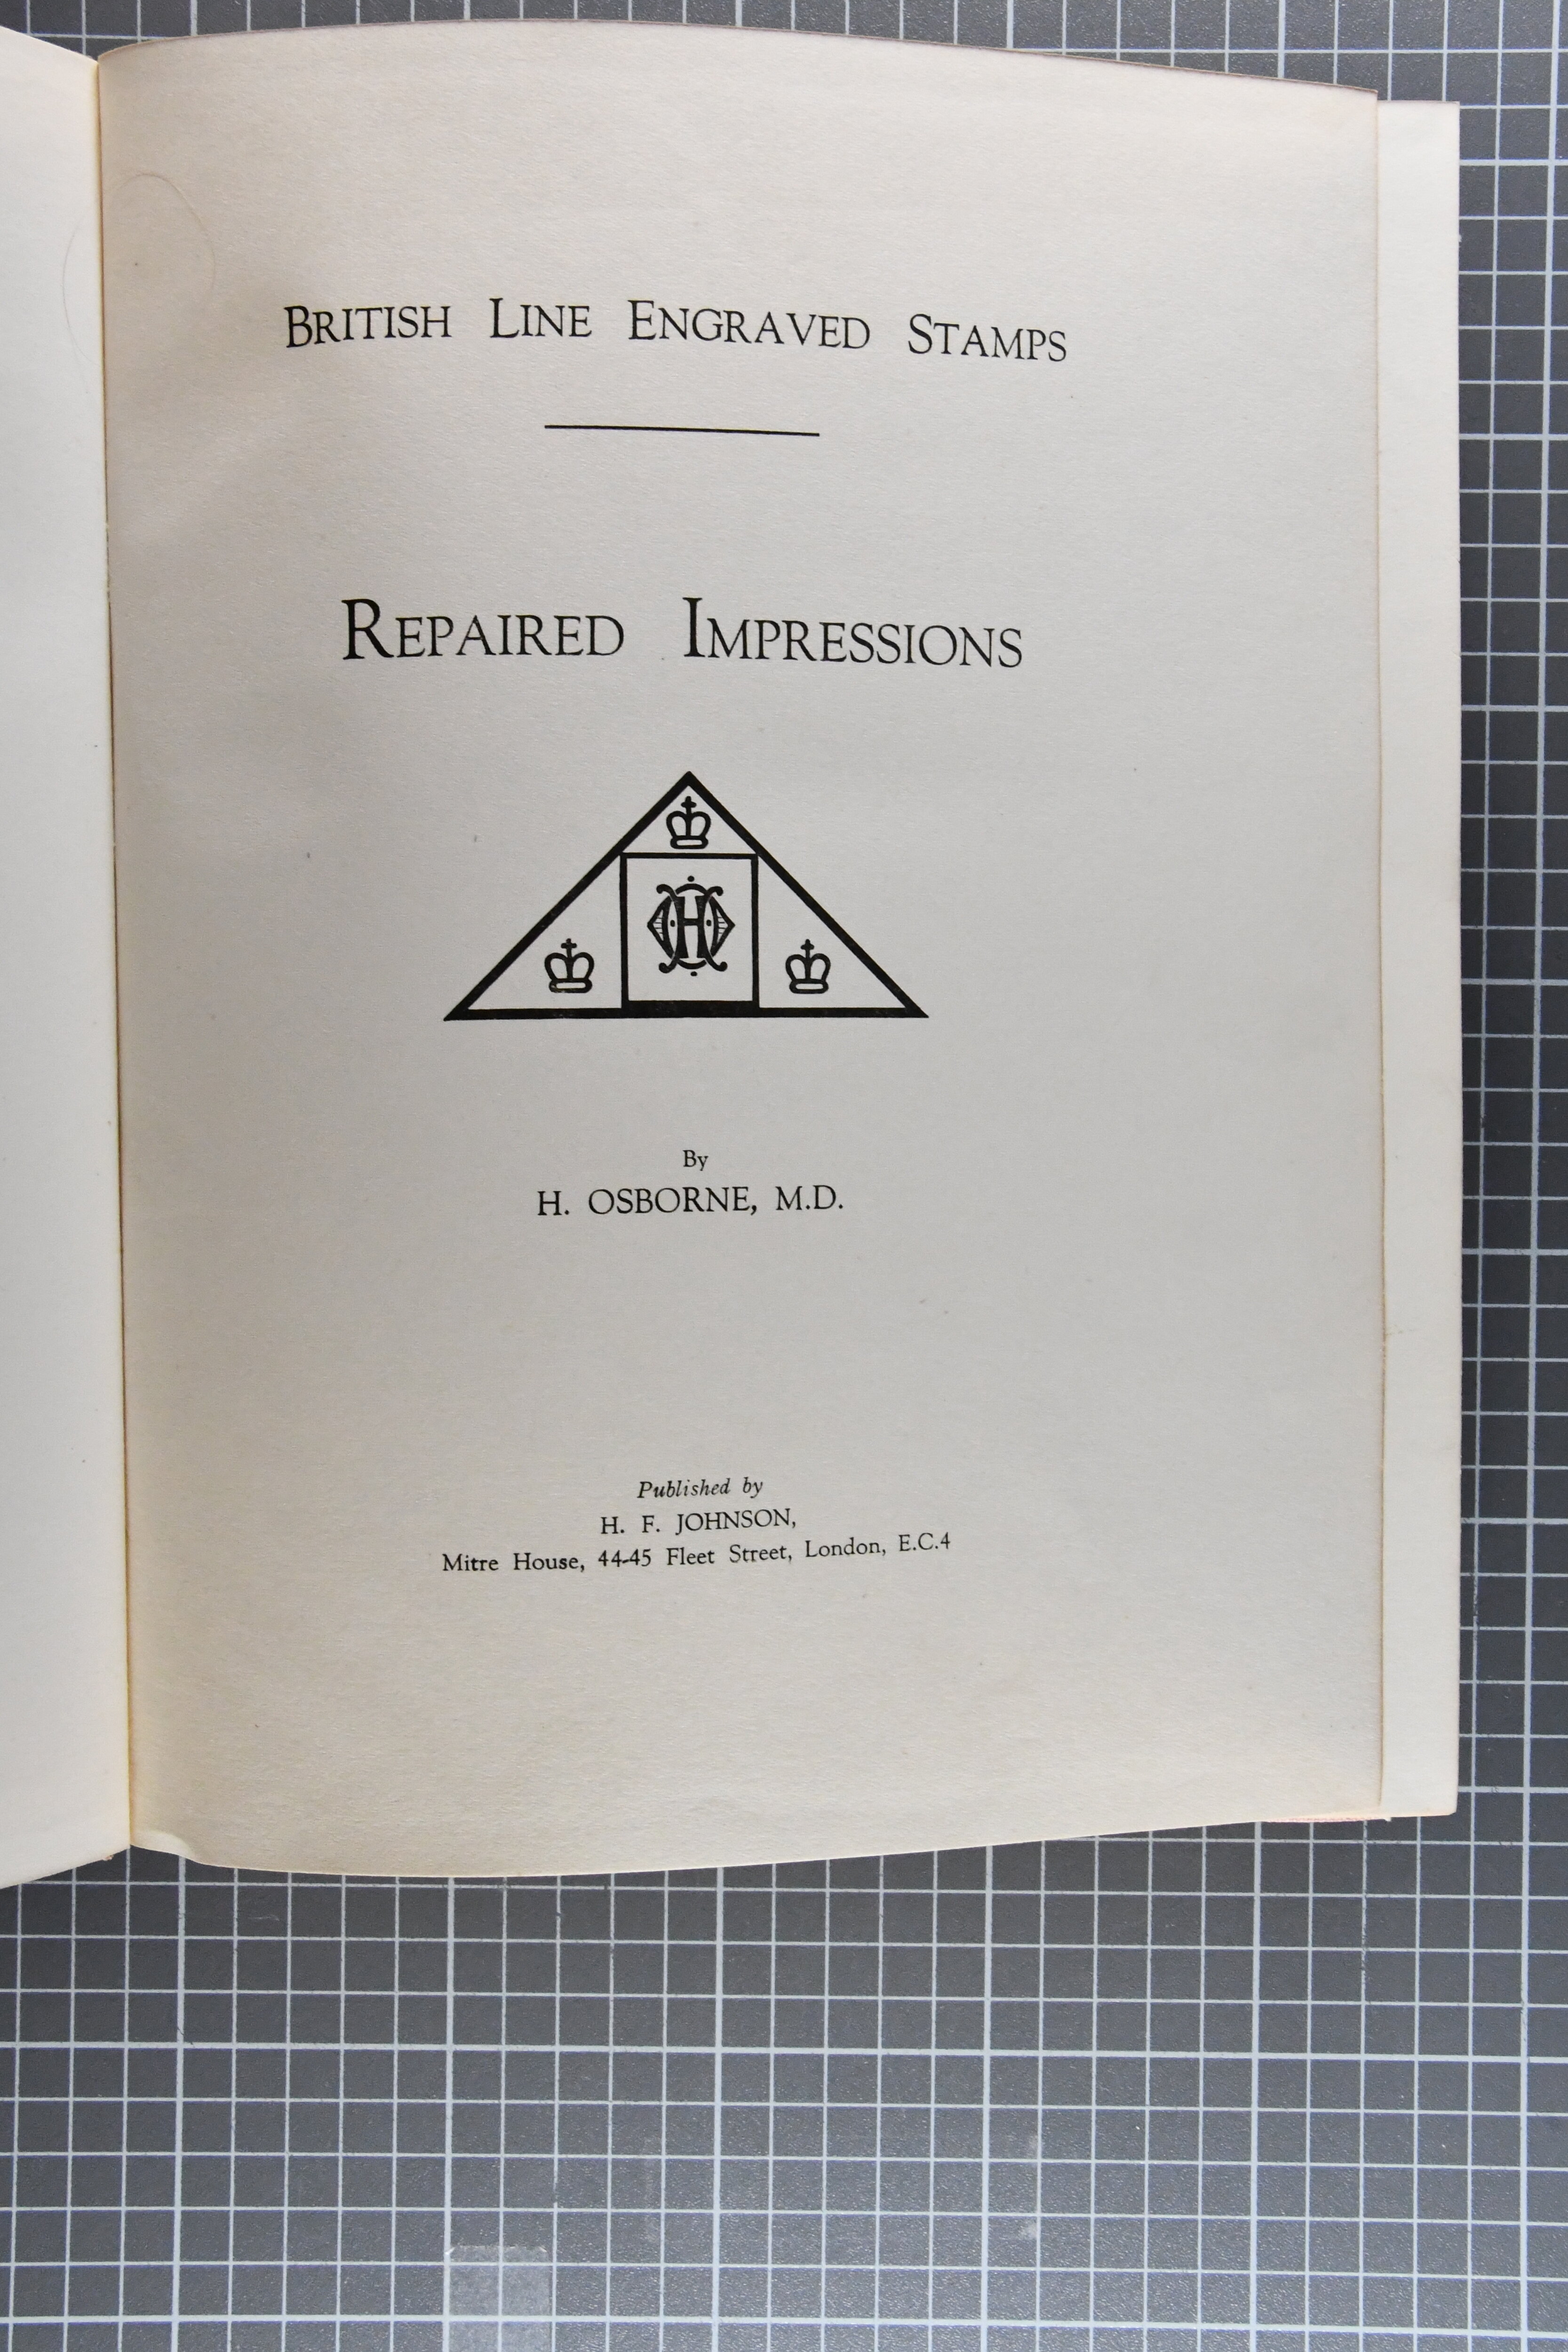 BRITISH LINE ENGRAVED STAMPS
REPAIRED IMPRESSIONS
HO
By
H. OSBORNE, M.D.
Published by
H. F. JOHNSON,
Mitre House, 44-45 Fleet Street, London, E.C.4